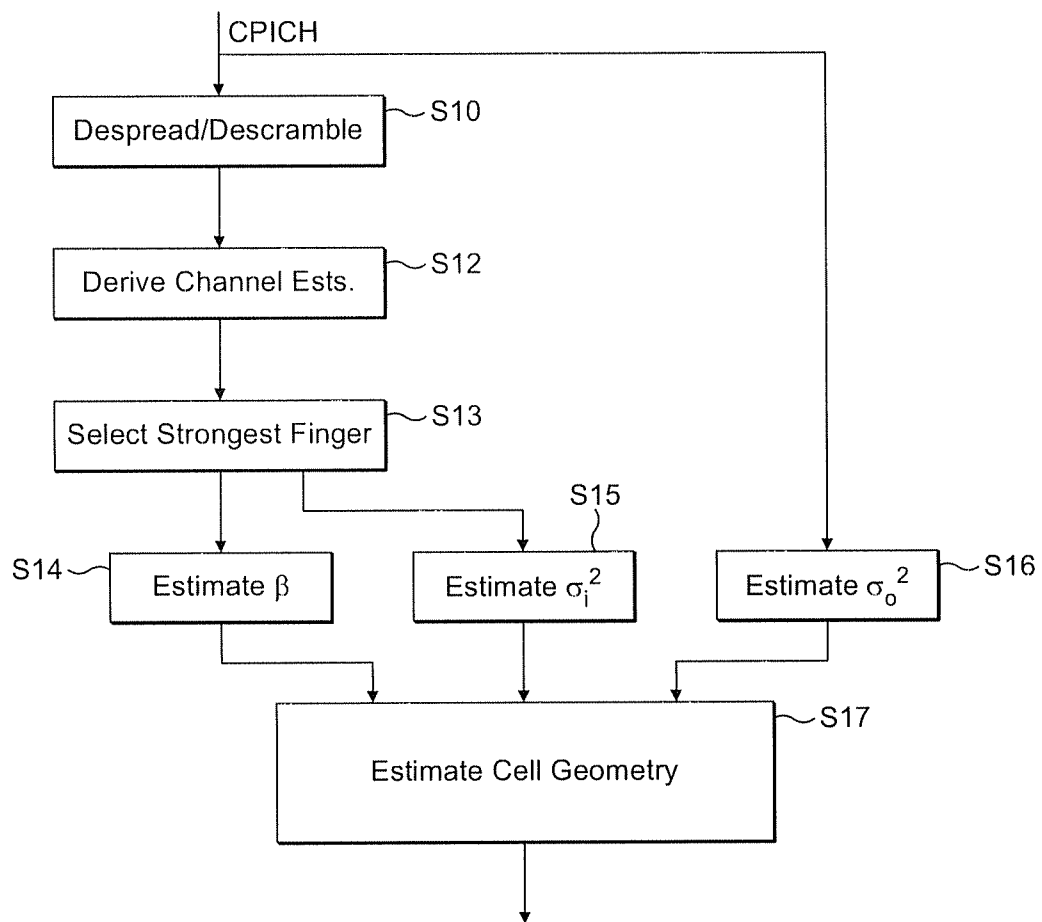 CPICH
Despread/Descramble
S10
Derive Channel Ests.
S12
Select Strongest Finger
S13
S14
Estimate β
S15
Estimate σᵢ²
Estimate σₒ²
S16
Estimate Cell Geometry
S17